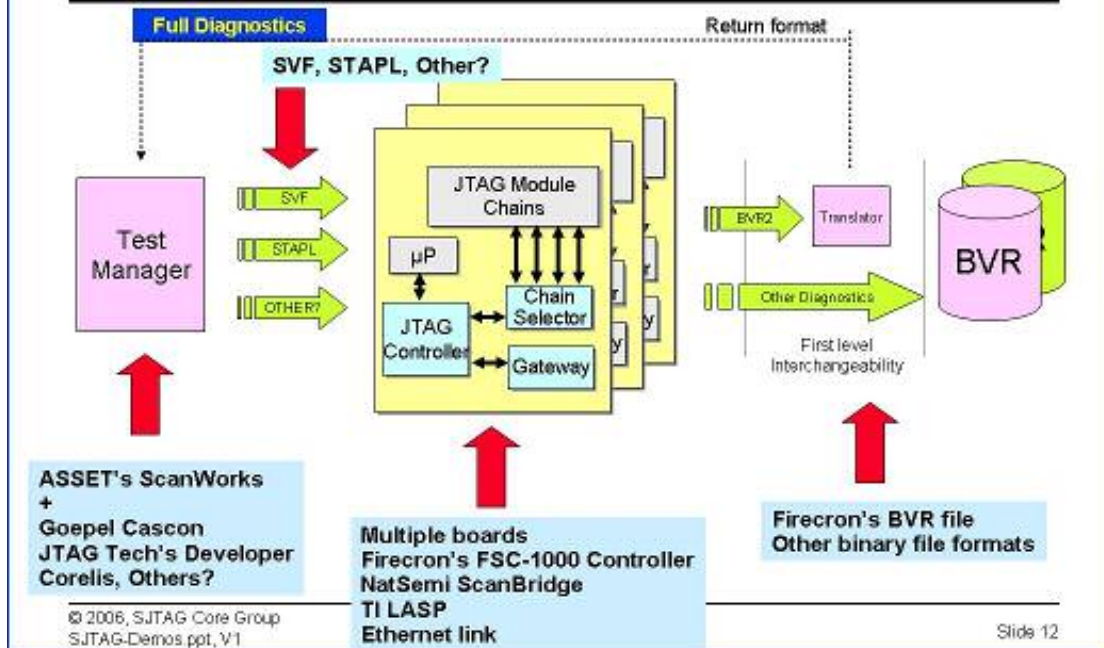 Full Diagnostics
Return format
SVF, STAPL, Other?
Test
Manager
SVF
STAPL
OTHER?
JTAG Module
Chains
µP
JTAG
Controller
Chain
Selector
Gateway
r
r
y
y
BVR2
Translator
Other Diagnostics
First level
Interchangeability
BVR
R
ASSET's ScanWorks
+
Goepel Cascon
JTAG Tech's Developer
Corelis, Others?
Multiple boards
Firecron's FSC-1000 Controller
NatSemi ScanBridge
TI LASP
Ethernet link
Firecron's BVR file
Other binary file formats
© 2006, SJTAG Core Group
SJTAG-Demos.ppt, V1
Slide 12